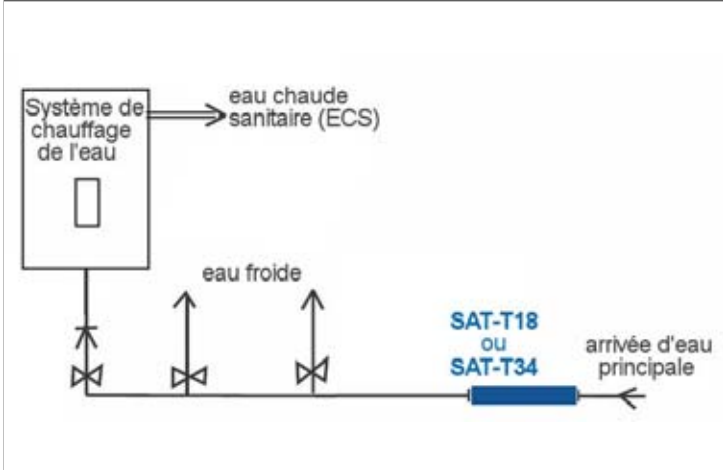 Système de
chauffage
de l'eau
eau chaude
sanitaire (ECS)
eau froide
SAT-T18
ou
SAT-T34
arrivée d'eau
principale